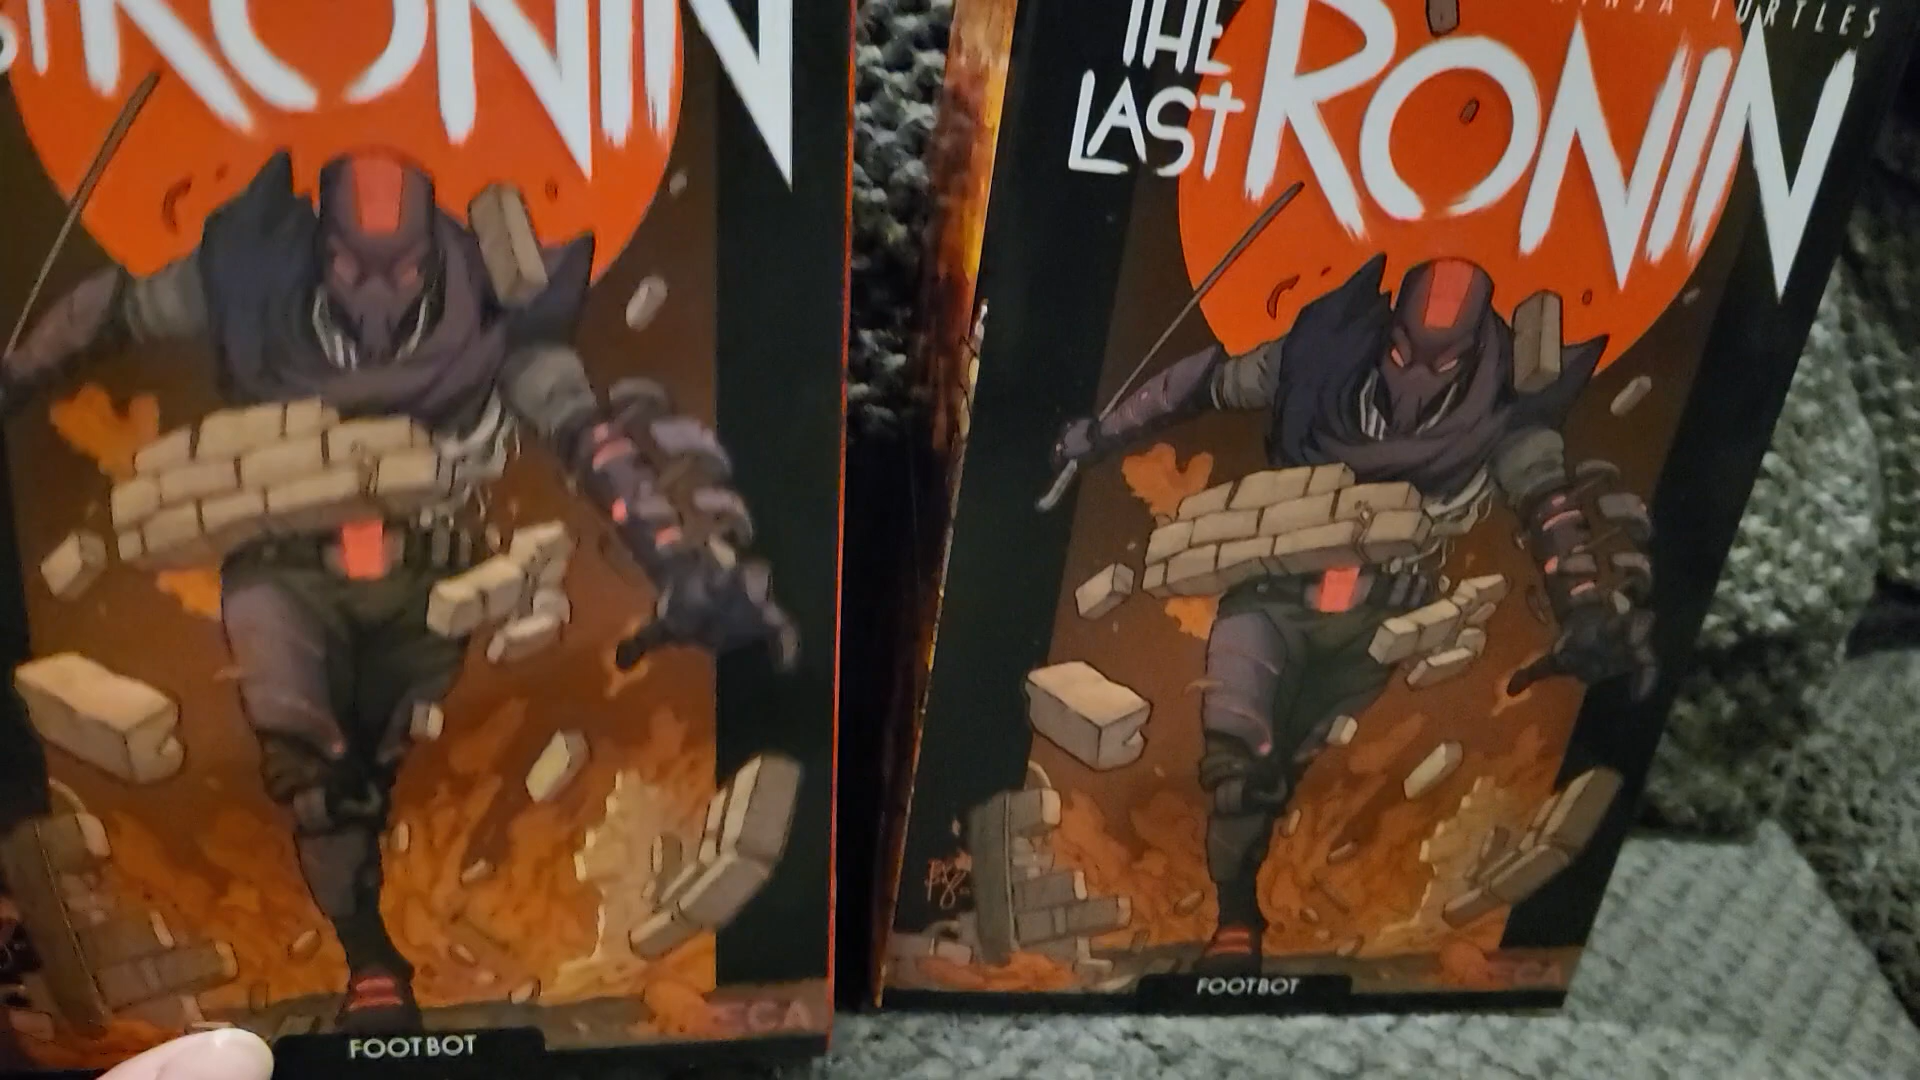 RONIN
FOOTBOT
NINJA TURTLES
THE
LAST RONIN
FOOTBOT